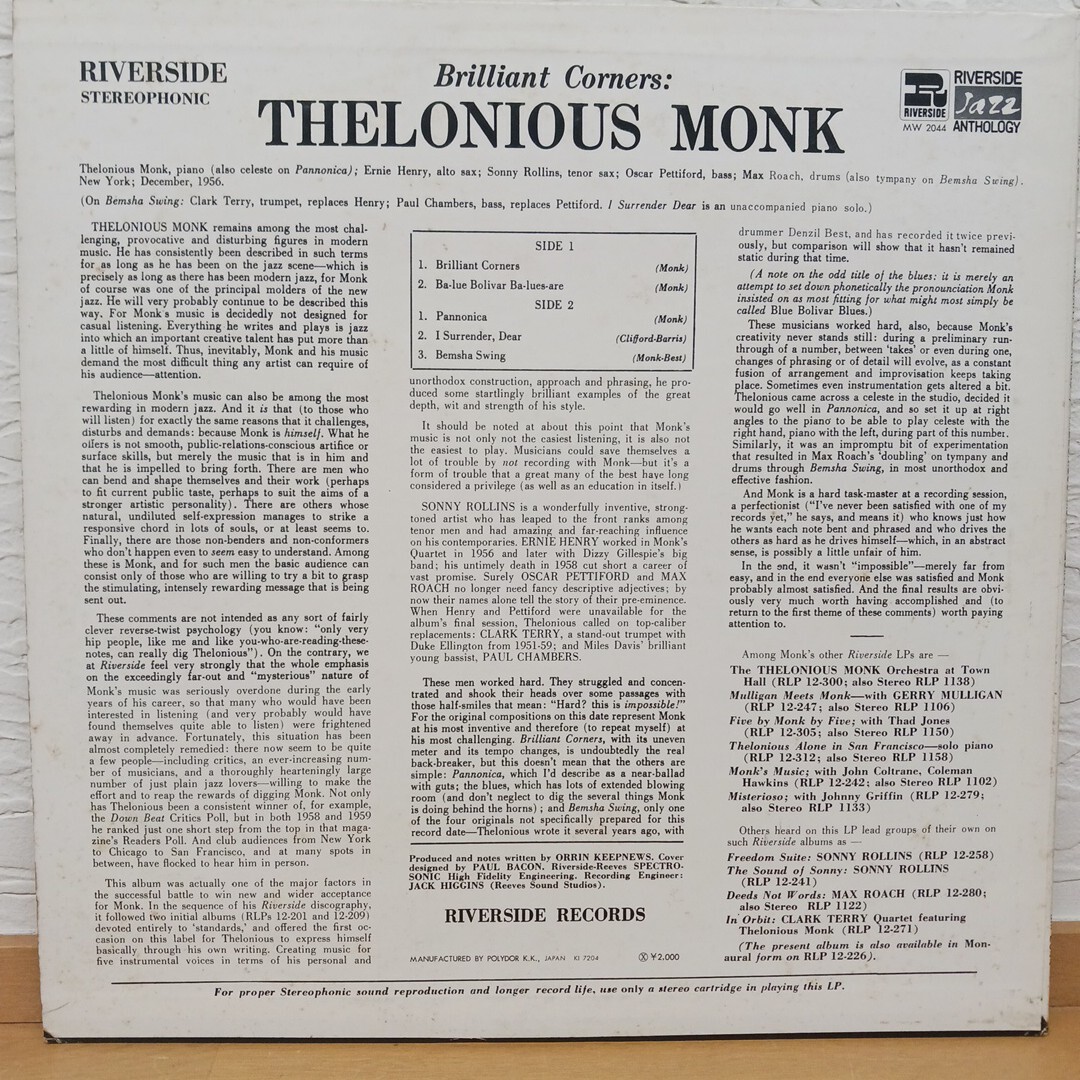 RIVERSIDE
STEREOPHONIC
Brilliant Corners:
THELONIOUS MONK
R
RIVERSIDE
RIVERSIDE
Jazz
ANTHOLOGY
MW 2044
Thelonious Monk, piano (also celeste on Pannonica); Ernie Henry, alto sax; Sonny Rollins, tenor sax; Oscar Pettiford, bass; Max Roach, drums (also tympany on Bemsha Swing).
New York; December, 1956.
(On Bemsha Swing: Clark Terry, trumpet, replaces Henry; Paul Chambers, bass, replaces Pettiford. I Surrender Dear is an unaccompanied piano solo.)
THELONIOUS MONK remains among the most chal-
lenging, provocative and disturbing figures in modern
music. He has consistently been described in such terms
for as long as he has been on the jazz scene—which is
precisely as long as there has been modern jazz, for Monk
of course was one of the principal molders of the new
jazz. He will very probably continue to be described this
way. For Monk's music is decidedly not designed for
casual listening. Everything he writes and plays is jazz
into which an important creative talent has put more than
a little of himself. Thus, inevitably, Monk and his music
demand the most difficult thing any artist can require of
his audience—attention.
Thelonious Monk's music can also be among the most
rewarding in modern jazz. And it is that (to those who
will listen) for exactly the same reasons that it challenges,
disturbs and demands: because Monk is himself. What he
offers is not smooth, public-relations-conscious artifice or
surface skills, but merely the music that is in him and
that he is impelled to bring forth. There are men who
can bend and shape themselves and their work (perhaps
to fit current public taste, perhaps to suit the aims of a
stronger artistic personality). There are others whose
natural, undiluted self-expression manages to strike a
responsive chord in lots of souls, or at least seems to.
Finally, there are those non-benders and non-conformers
who don't happen even to seem easy to understand. Among
these is Monk, and for such men the basic audience can
consist only of those who are willing to try a bit to grasp
the stimulating, intensely rewarding message that is being
sent out.
These comments are not intended as any sort of fairly
clever reverse-twist psychology (you know: "only very
hip people, like me and like you-who-are-reading-these-
notes, can really dig Thelonious"). On the contrary, we
at Riverside feel very strongly that the whole emphasis
on the exceedingly far-out and "mysterious" nature of
Monk's music was seriously overdone during the early
years of his career, so that many who would have been
interested in listening (and very probably would have
found themselves quite able to listen) were frightened
away in advance. Fortunately, this situation has been
almost completely remedied: there now seem to be quite
a few people—including critics, an ever-increasing num-
ber of musicians, and a thoroughly hearteningly large
number of just plain jazz lovers—willing to make the
effort and to reap the rewards of digging Monk. Not only
has Thelonious been a consistent winner of, for example,
the Down Beat Critics Poll, but in both 1958 and 1959
he ranked just one short step from the top in that maga-
zine's Readers Poll. And club audiences from New York
to Chicago to San Francisco, and at many spots in
between, have flocked to hear him in person.
This album was actually one of the major factors in
the successful battle to win new and wider acceptance
for Monk. In the sequence of his Riverside discography,
it followed two initial albums (RLPs 12-201 and 12-209)
devoted entirely to 'standards,' and offered the first oc-
casion on this label for Thelonious to express himself
basically through his own writing. Creating music for
five instrumental voices in terms of his personal and
SIDE 1
1. Brilliant Corners (Monk)
2. Ba-lue Bolivar Ba-lues-are (Monk)
SIDE 2
1. Pannonica (Monk)
2. I Surrender, Dear (Clifford-Barris)
3. Bemsha Swing (Monk-Best)
unorthodox construction, approach and phrasing, he pro-
duced some startlingly brilliant examples of the great
depth, wit and strength of his style.
It should be noted at about this point that Monk's
music is not only not the easiest listening, it is also not
the easiest to play. Musicians could save themselves a
lot of trouble by not recording with Monk—but it's a
form of trouble that a great many of the best have long
considered a privilege (as well as an education in itself.)
SONNY ROLLINS is a wonderfully inventive, strong-
toned artist who has leaped to the front ranks among
tenor men and had amazing and far-reaching influence
on his contemporaries. ERNIE HENRY worked in Monk's
Quartet in 1956 and later with Dizzy Gillespie's big
band; his untimely death in 1958 cut short a career of
vast promise. Surely OSCAR PETTIFORD and MAX
ROACH no longer need fancy descriptive adjectives; by
now their names alone tell the story of their pre-eminence.
When Henry and Pettiford were unavailable for the
album's final session, Thelonious called on top-caliber
replacements: CLARK TERRY, a stand-out trumpet with
Duke Ellington from 1951-59; and Miles Davis' brilliant
young bassist, PAUL CHAMBERS.
These men worked hard. They struggled and concen-
trated and shook their heads over some passages with
those half-smiles that mean: "Hard? this is impossible!"
For the original compositions on this date represent Monk
at his most inventive and therefore (to repeat myself) at
his most challenging. Brilliant Corners, with its uneven
meter and its tempo changes, is undoubtedly the real
back-breaker, but this doesn't mean that the others are
simple: Pannonica, which I'd describe as a near-ballad
with guts; the blues, which has lots of extended blowing
room (and don't neglect to dig the several things Monk
is doing behind the horns); and Bemsha Swing, only one
of the four originals not specifically prepared for this
record date—Thelonious wrote it several years ago, with
Produced and notes written by ORRIN KEEPNEWS. Cover
designed by PAUL BACON. Riverside-Reeves SPECTRO-
SONIC High Fidelity Engineering. Recording Engineer:
JACK HIGGINS (Reeves Sound Studios).
RIVERSIDE RECORDS
MANUFACTURED BY POLYDOR K.K., JAPAN KI 7204 Ⓧ ¥2,000
drummer Denzil Best, and has recorded it twice previ-
ously, but comparison will show that it hasn't remained
static during that time.
(A note on the odd title of the blues: it is merely an
attempt to set down phonetically the pronounciation Monk
insisted on as most fitting for what might most simply be
called Blue Bolivar Blues.)
These musicians worked hard, also, because Monk's
creativity never stands still: during a preliminary run-
through of a number, between 'takes' or even during one,
changes of phrasing or of detail will evolve, as a constant
fusion of arrangement and improvisation keeps taking
place. Sometimes even instrumentation gets altered a bit.
Thelonious came across a celeste in the studio, decided it
would go well in Pannonica, and so set it up at right
angles to the piano to be able to play celeste with the
right hand, piano with the left, during part of this number.
Similarly, it was an impromptu bit of experimentation
that resulted in Max Roach's 'doubling' on tympany and
drums through Bemsha Swing, in most unorthodox and
effective fashion.
And Monk is a hard task-master at a recording session,
a perfectionist ("I've never been satisfied with one of my
records yet," he says, and means it) who knows just how
he wants each note bent and phrased and who drives the
others as hard as he drives himself—which, in an abstract
sense, is possibly a little unfair of him.
In the end, it wasn't "impossible"—merely far from
easy, and in the end everyone else was satisfied and Monk
probably almost satisfied. And the final results are obvi-
ously very much worth having accomplished and (to
return to the first theme of these comments) worth paying
attention to.
Among Monk's other Riverside LPs are —
The THELONIOUS MONK Orchestra at Town
Hall (RLP 12-300; also Stereo RLP 1138)
Mulligan Meets Monk—with GERRY MULLIGAN
(RLP 12-247; also Stereo RLP 1106)
Five by Monk by Five; with Thad Jones
(RLP 12-305; also Stereo RLP 1150)
Thelonious Alone in San Francisco—solo piano
(RLP 12-312; also Stereo RLP 1158)
Monk's Music; with John Coltrane, Coleman
Hawkins (RLP 12-242; also Stereo RLP 1102)
Misterioso; with Johnny Griffin (RLP 12-279;
also Stereo RLP 1133)
Others heard on this LP lead groups of their own on
such Riverside albums as —
Freedom Suite: SONNY ROLLINS (RLP 12-258)
The Sound of Sonny: SONNY ROLLINS
(RLP 12-241)
Deeds Not Words: MAX ROACH (RLP 12-280;
also Stereo RLP 1122)
In Orbit: CLARK TERRY Quartet featuring
Thelonious Monk (RLP 12-271)
(The present album is also available in Mon-
aural form on RLP 12-226).
For proper Stereophonic sound reproduction and longer record life, use only a stereo cartridge in playing this LP.